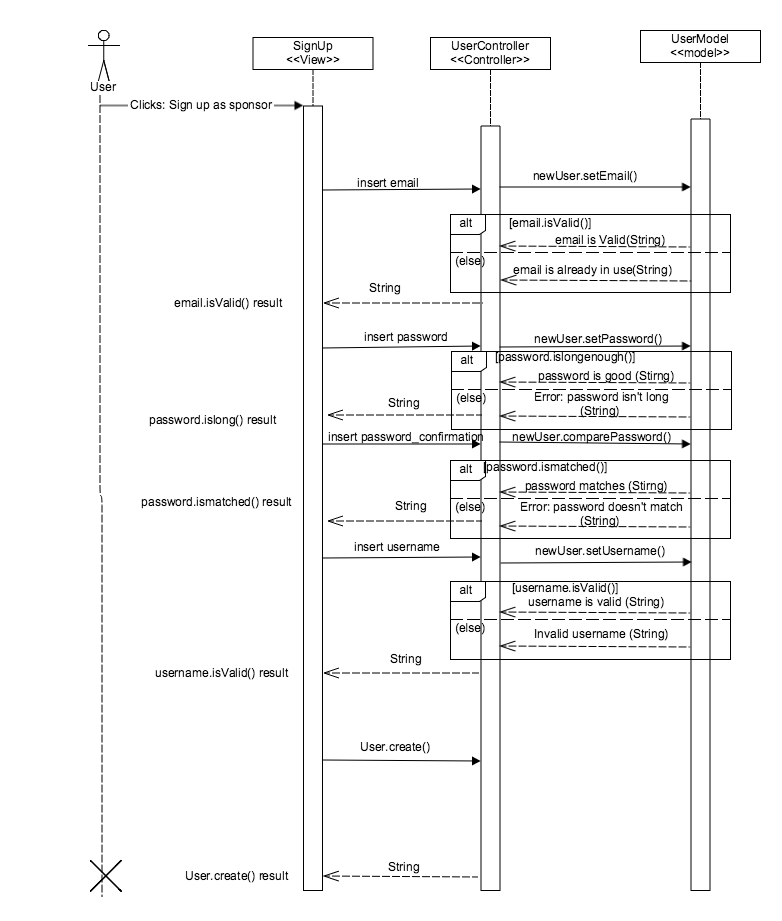 SignUp
<<View>>
UserController
<<Controller>>
UserModel
<<model>>
User
Clicks: Sign up as sponsor
insert email
newUser.setEmail()
alt
[email.isValid()]
email is Valid(String)
(else)
email is already in use(String)
String
email.isValid() result
insert password
newUser.setPassword()
alt
[password.islongenough()]
password is good (Stirng)
(else)
Error: password isn't long
(String)
String
password.islong() result
insert password_confirmation
newUser.comparePassword()
alt
[password.ismatched()]
password matches (Stirng)
(else)
Error: password doesn't match
(String)
String
password.ismatched() result
insert username
newUser.setUsername()
alt
[username.isValid()]
username is valid (String)
(else)
Invalid username (String)
String
username.isValid() result
User.create()
String
User.create() result